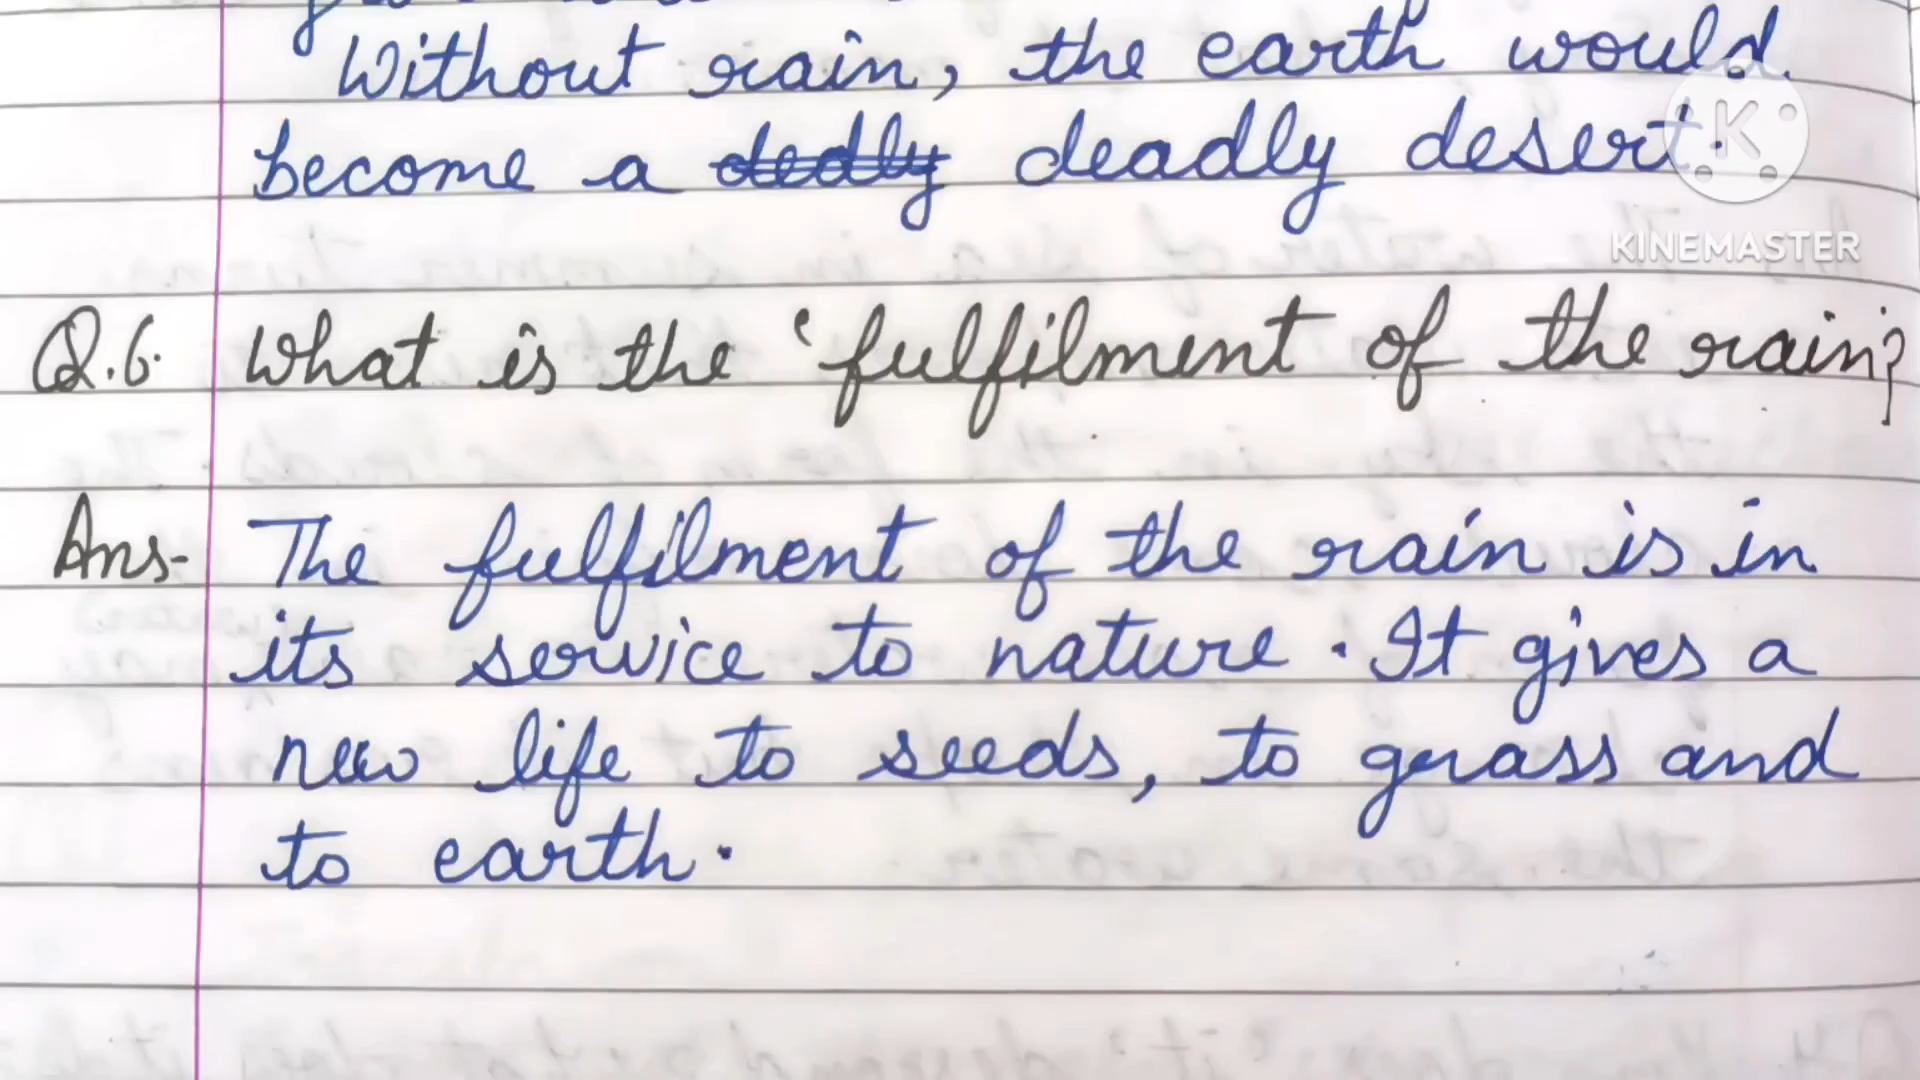 Without rain, the earth would
become a dedly deadly desert.
KINEMASTER
Q.6. What is the 'fulfilment of the rain?
Ans- The fulfilment of the rain is in
its service to nature. It gives a
new life to seeds, to grass and
to earth.